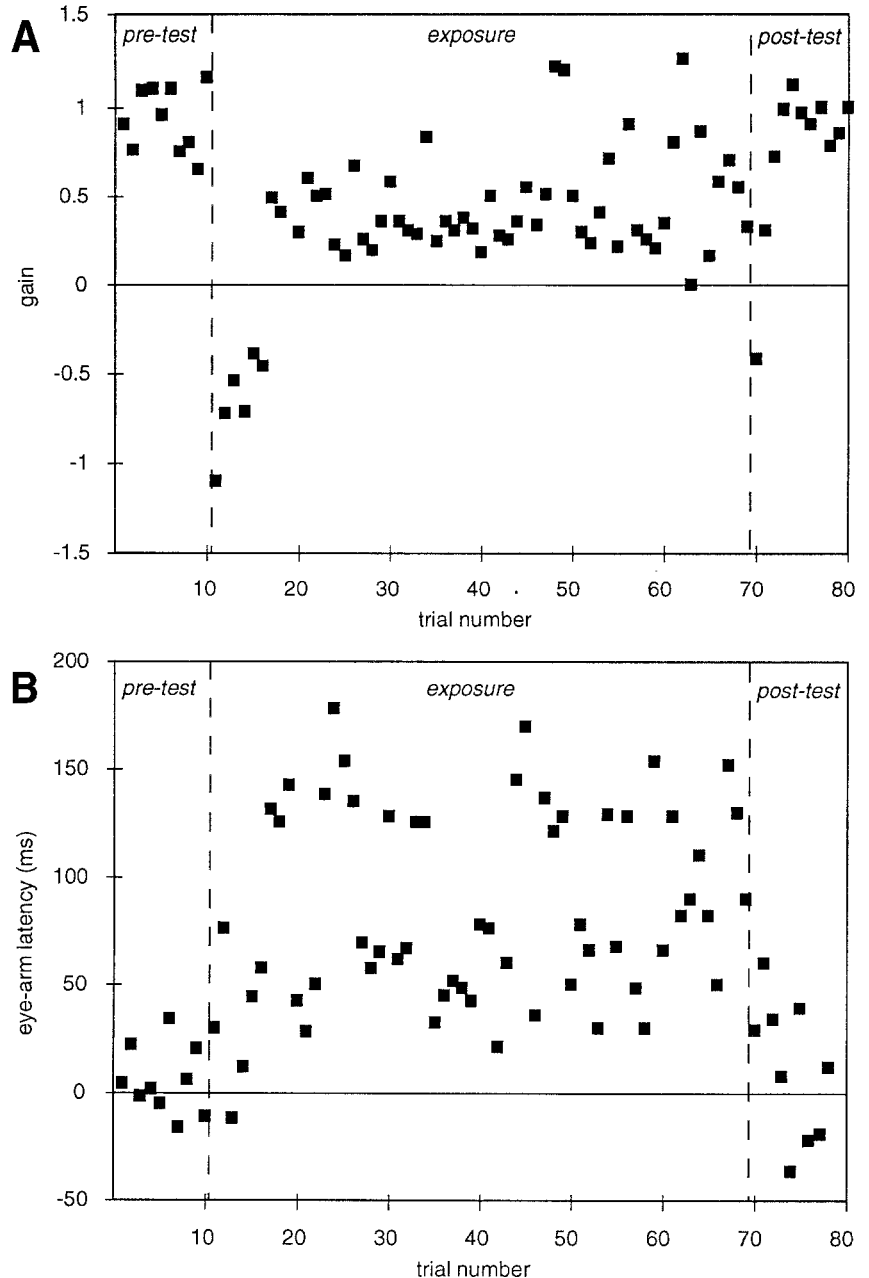 A
1.5
pre-test exposure post-test
1
0.5
0
gain
-0.5
-1
-1.5
10 20 30 40 50 60 70 80
trial number
B
200
pre-test exposure post-test
150
100
eye-arm latency (ms)
50
0
-50
10 20 30 40 50 60 70 80
trial number